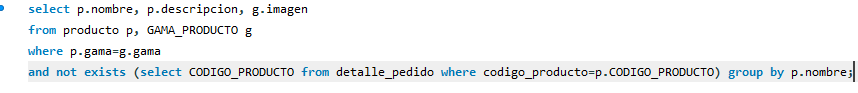 select p.nombre, p.descripcion, g.imagen
from producto p, GAMA_PRODUCTO g
where p.gama=g.gama
and not exists (select CODIGO_PRODUCTO from detalle_pedido where codigo_producto=p.CODIGO_PRODUCTO) group by p.nombre;